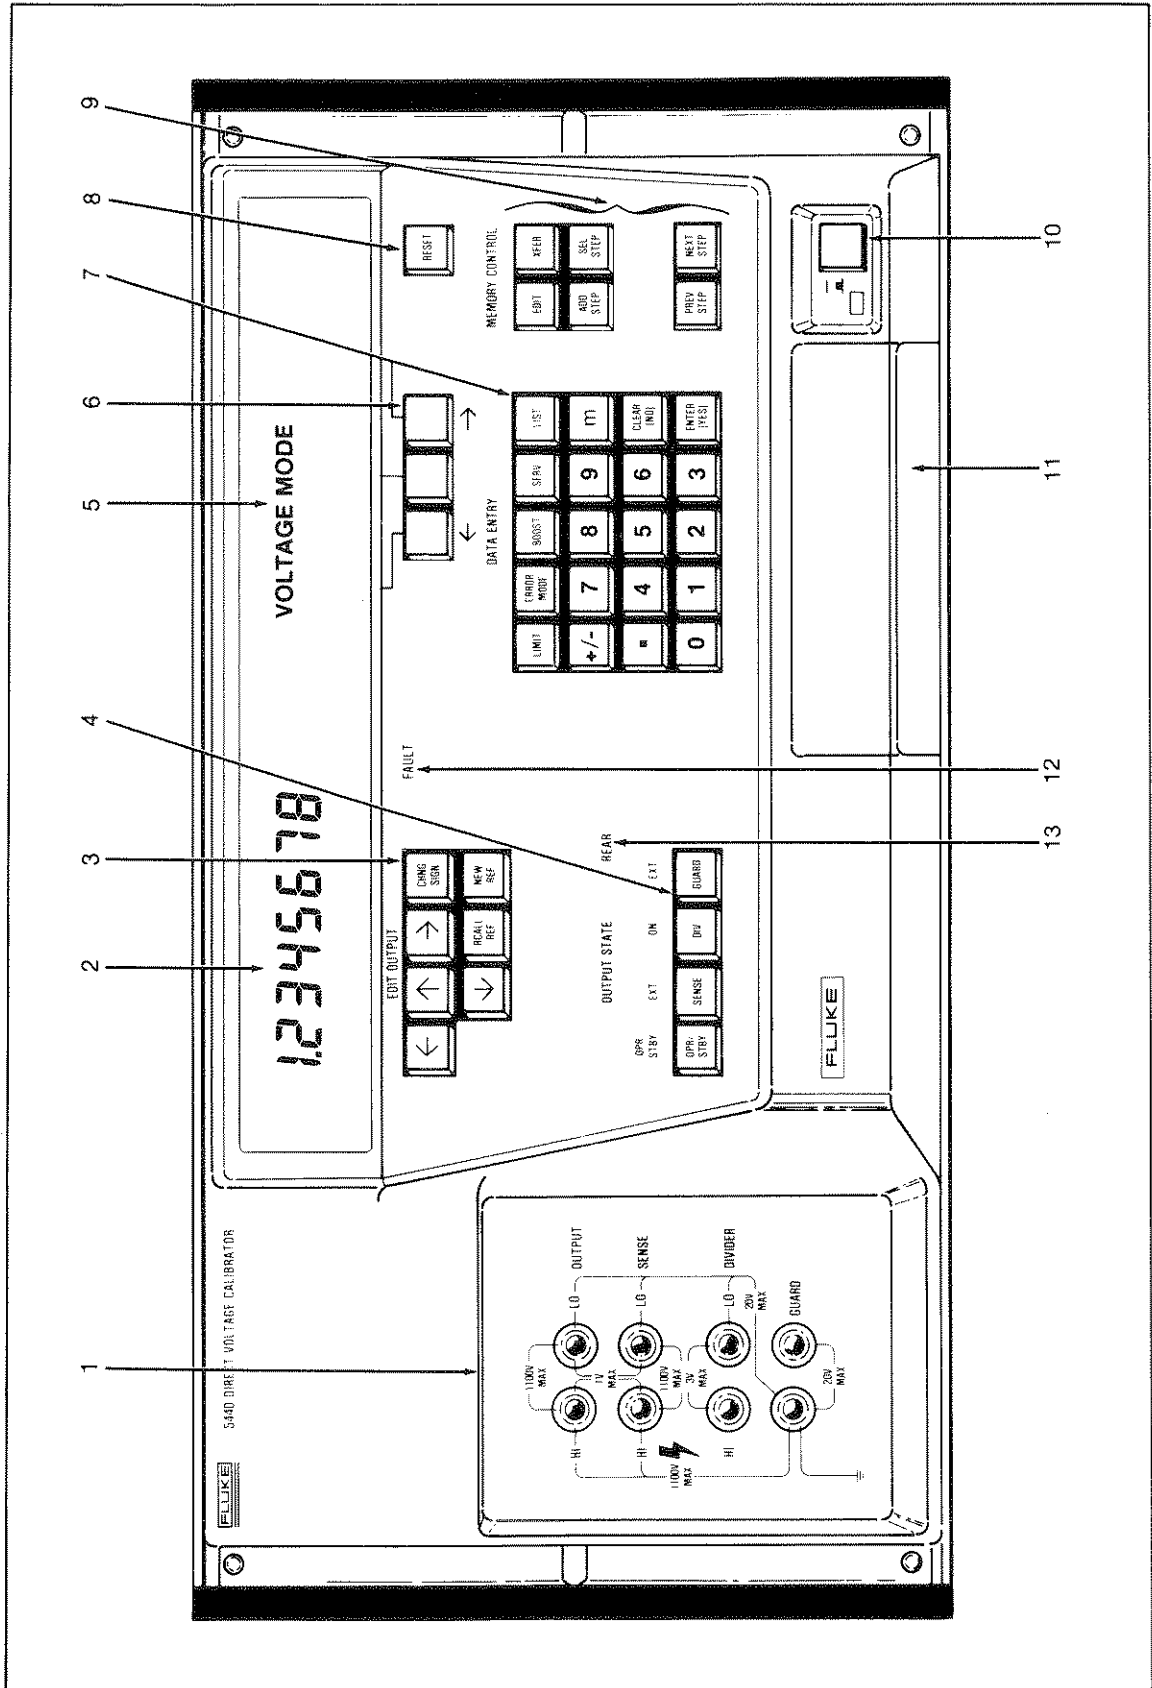 1
2
3
4
5
6
7
8
9
FLUKE
5440 DIRECT VOLTAGE CALIBRATOR
1.2345678
VOLTAGE MODE
EDIT OUTPUT
FAULT
← ↑ → CHNG SIGN
↓ RCALL REF NEW REF
RESET
DATA ENTRY
← →
MEMORY CONTROL
LIMIT ERROR MODE BOOST SERV LIST
+/- 7 8 9 m
. 4 5 6 CLEAR (NO)
0 1 2 3 ENTER (YES)
EDIT XFER
ADD STEP SEL STEP
PREV STEP NEXT STEP
OUTPUT STATE
REAR
OPR STBY EXT ON EXT
OPR/STBY SENSE DIV GUARD
1100V MAX
HI LO OUTPUT
1V MAX
HI LO SENSE
1100V MAX
1100V MAX
3V MAX
HI LO DIVIDER
20V MAX
GUARD
20V MAX
FLUKE
10
11
12
13